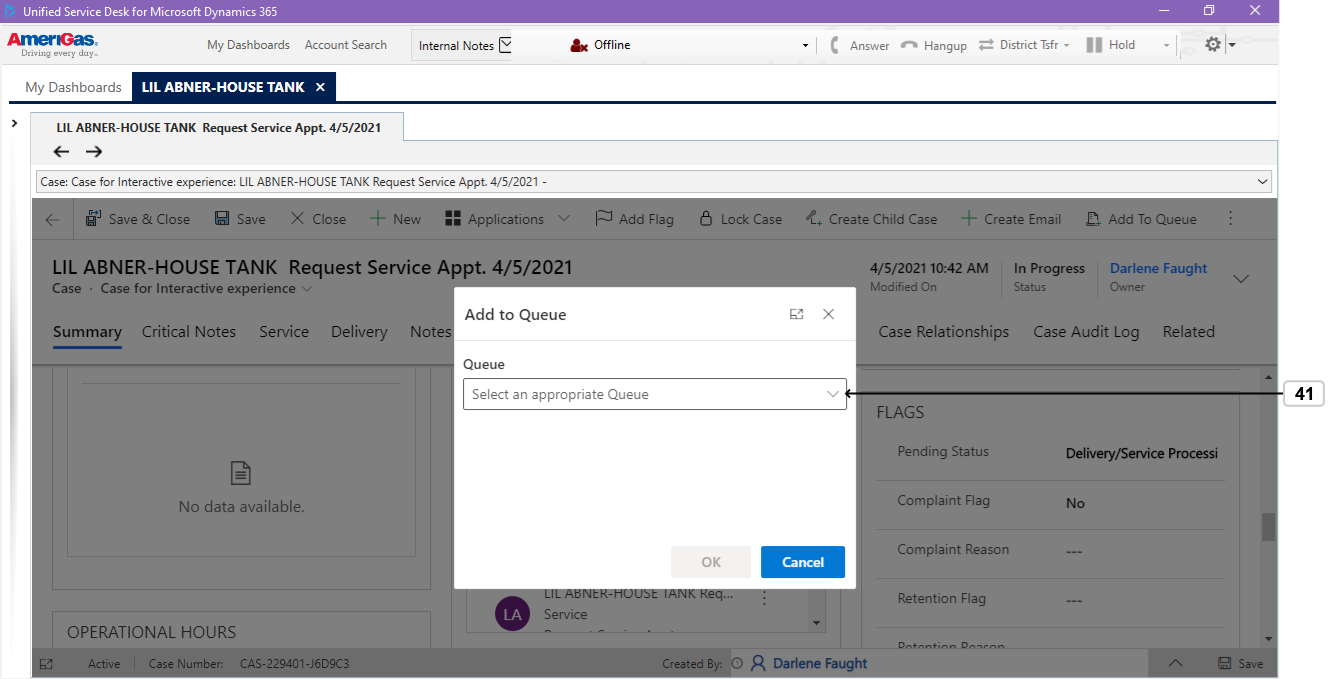 Unified Service Desk for Microsoft Dynamics 365
AmeriGas.
Driving every day..
My Dashboards Account Search Internal Notes Offline Answer Hangup District Tsfr Hold
My Dashboards LIL ABNER-HOUSE TANK
LIL ABNER-HOUSE TANK Request Service Appt. 4/5/2021
Case: Case for Interactive experience: LIL ABNER-HOUSE TANK Request Service Appt. 4/5/2021 -
Save & Close Save Close New Applications Add Flag Lock Case Create Child Case Create Email Add To Queue
LIL ABNER-HOUSE TANK Request Service Appt. 4/5/2021
Case · Case for Interactive experience
4/5/2021 10:42 AM In Progress Darlene Faught
Modified On Status Owner
Summary Critical Notes Service Delivery Notes Case Relationships Case Audit Log Related
Add to Queue
Queue
Select an appropriate Queue
41
OK Cancel
No data available.
OPERATIONAL HOURS
LA
LIL ABNER-HOUSE TANK Req...
Service
FLAGS
Pending Status Delivery/Service Processi
Complaint Flag No
Complaint Reason ---
Retention Flag ---
Retention Reason
Active Case Number: CAS-229401-J6D9C3 Created By: Darlene Faught Save